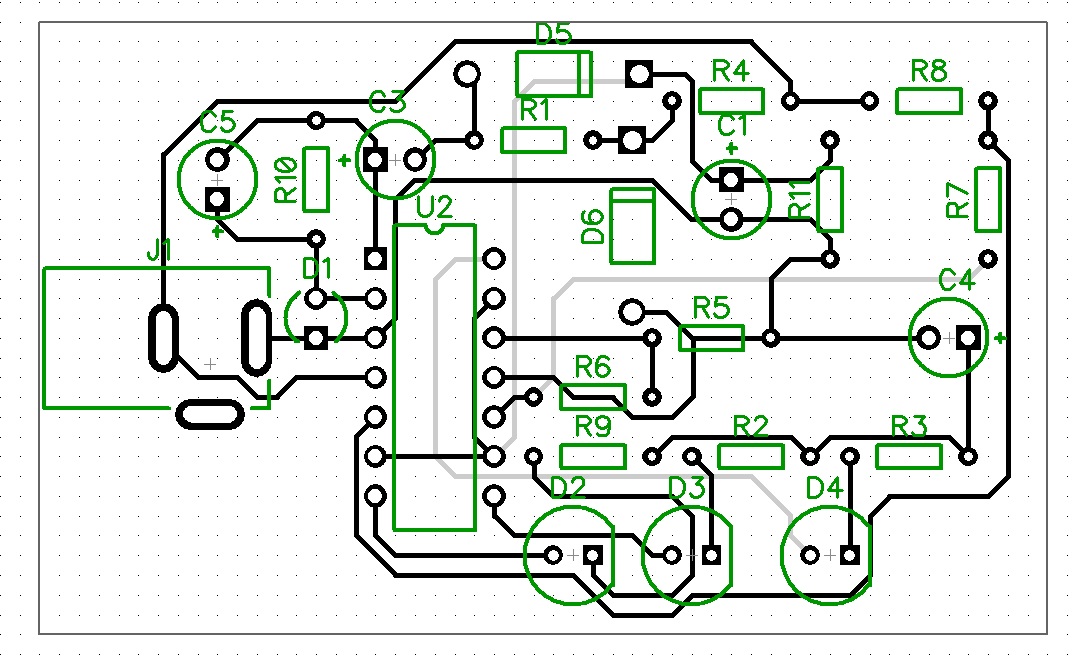 D5
R4
R8
C5
C3
R1
C1
+
+
R10
R11
R7
U2
D6
+
J1
D1
C4
R5
+
R6
R9
R2
R3
D2
D3
D4